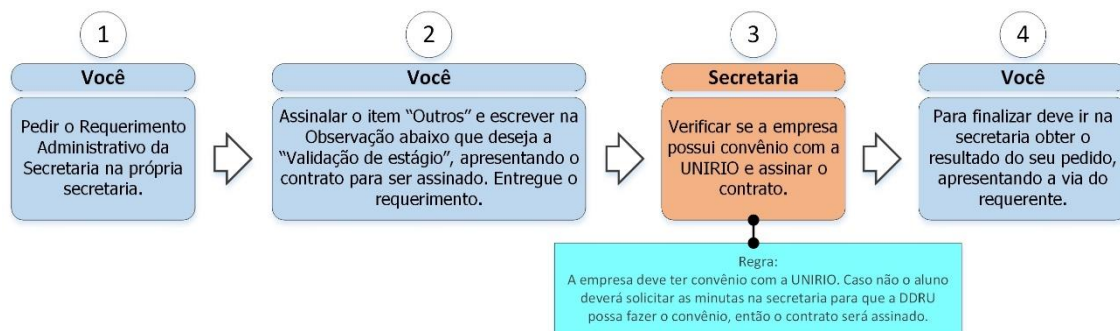 1
Você
Pedir o Requerimento
Administrativo da
Secretaria na própria
secretaria.
2
Você
Assinalar o item “Outros” e escrever na
Observação abaixo que deseja a
“Validação de estágio”, apresentando o
contrato para ser assinado. Entregue o
requerimento.
3
Secretaria
Verificar se a empresa
possui convênio com a
UNIRIO e assinar o
contrato.
4
Você
Para finalizar deve ir na
secretaria obter o
resultado do seu pedido,
apresentando a via do
requerente.
Regra:
A empresa deve ter convênio com a UNIRIO. Caso não o aluno
deverá solicitar as minutas na secretaria para que a DDRU
possa fazer o convênio, então o contrato será assinado.